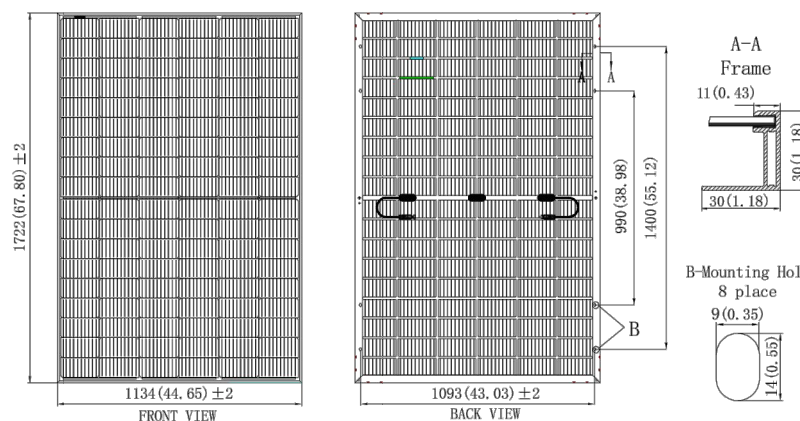 1722(67.80)±2
1134(44.65)±2
FRONT VIEW
A
A
990(38.98)
1400(55.12)
B
1093(43.03)±2
BACK VIEW
A-A
Frame
11(0.43)
30(1.18)
30(1.18)
B-Mounting Hol
8 place
9(0.35)
14(0.55)